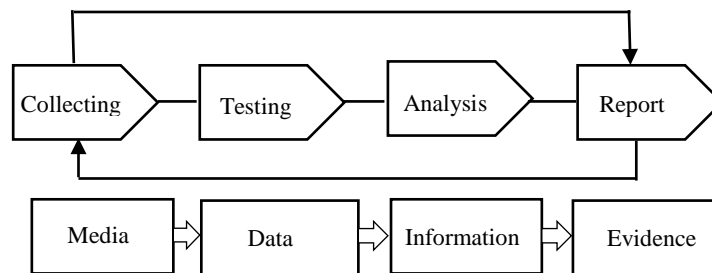 Collecting
Testing
Analysis
Report
Media
Data
Information
Evidence